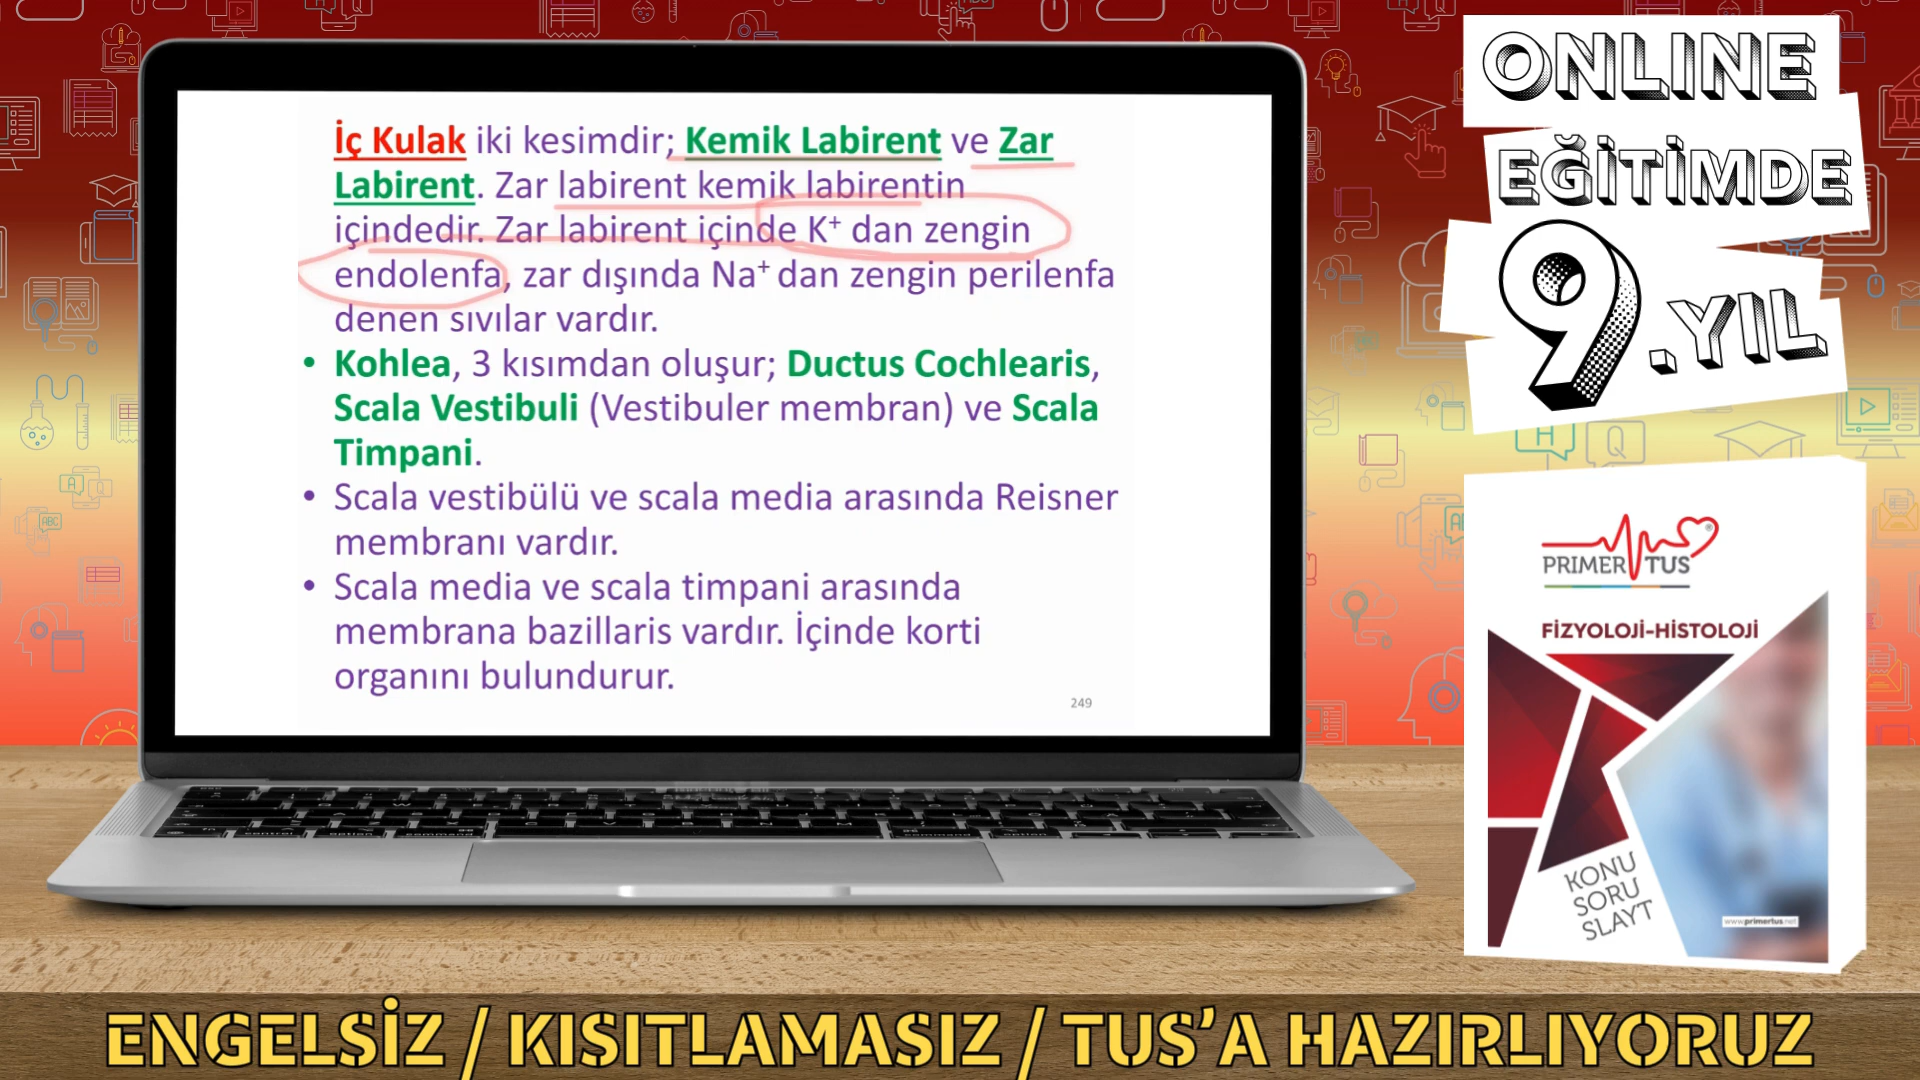 İç Kulak iki kesimdir; Kemik Labirent ve Zar
Labirent. Zar labirent kemik labirentin
içindedir. Zar labirent içinde K⁺ dan zengin
endolenfa, zar dışında Na⁺ dan zengin perilenfa
denen sıvılar vardır.
• Kohlea, 3 kısımdan oluşur; Ductus Cochlearis,
Scala Vestibuli (Vestibuler membran) ve Scala
Timpani.
• Scala vestibülü ve scala media arasında Reisner
membranı vardır.
• Scala media ve scala timpani arasında
membrana bazillaris vardır. İçinde korti
organını bulundurur.
249
ONLINE
EĞİTİMDE
9.YIL
PRIMER TUS
FİZYOLOJİ-HİSTOLOJİ
KONU
SORU
SLAYT
www.primertus.net
ENGELSİZ / KISITLAMASIZ / TUS'A HAZIRLIYORUZ